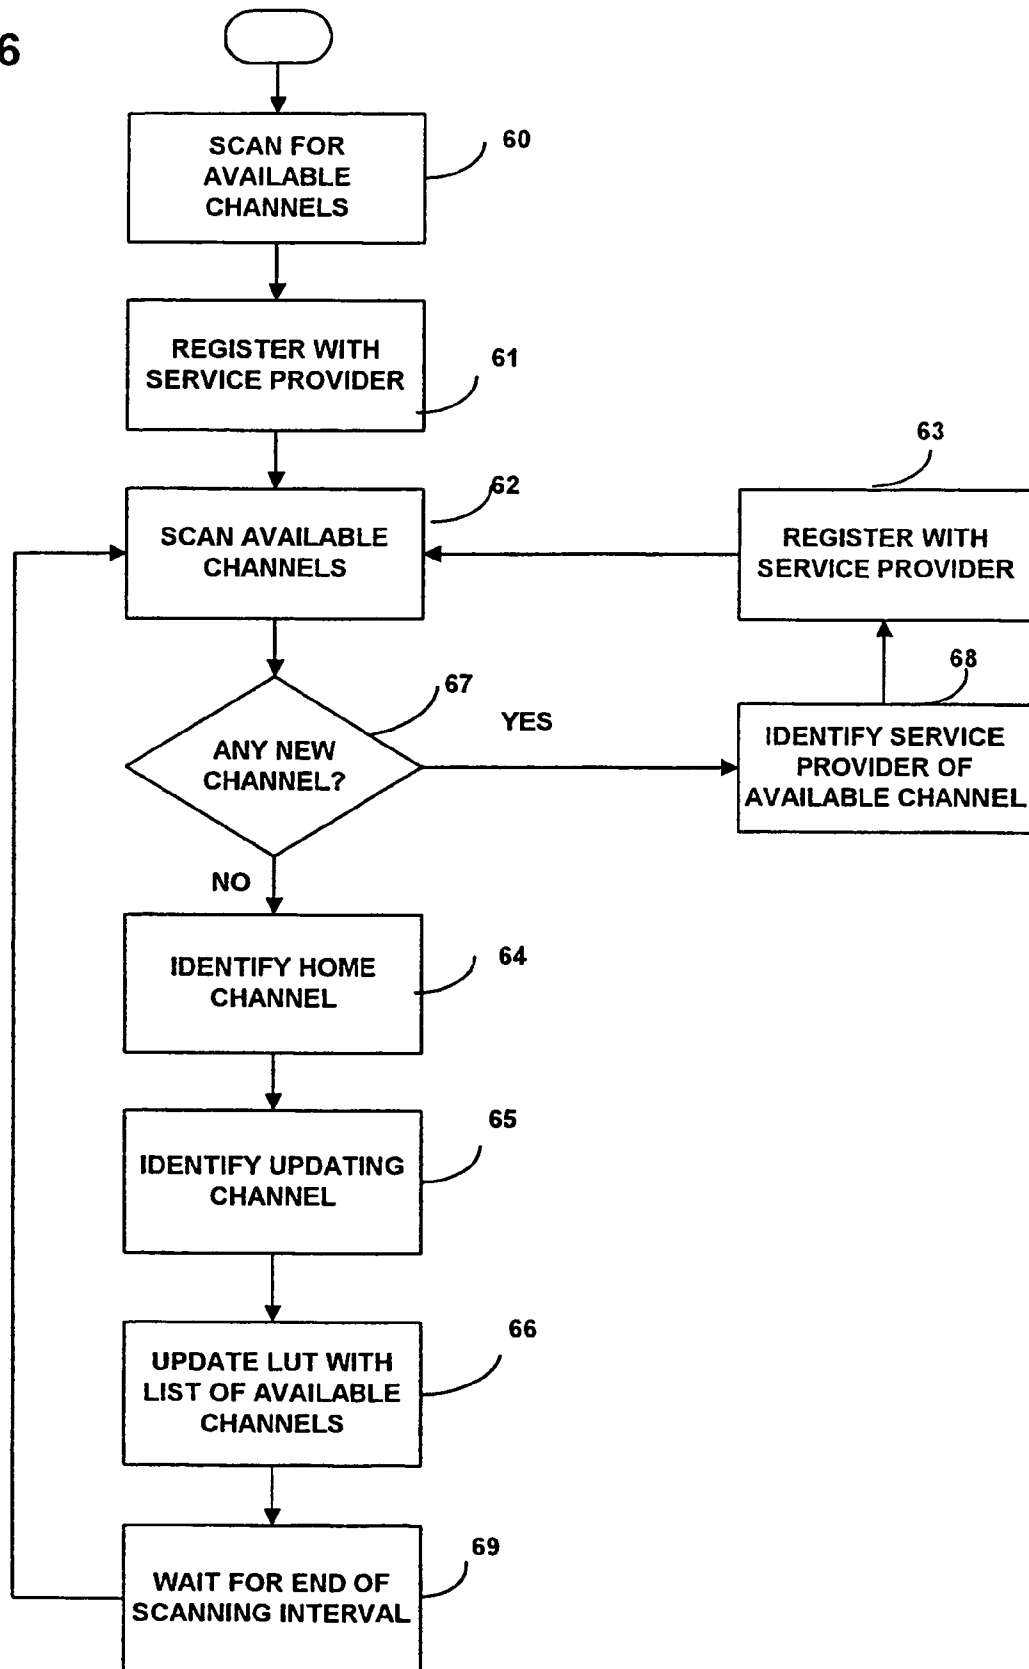 6
SCAN FOR
AVAILABLE
CHANNELS
60
REGISTER WITH
SERVICE PROVIDER
61
SCAN AVAILABLE
CHANNELS
62
63
REGISTER WITH
SERVICE PROVIDER
ANY NEW
CHANNEL?
67
YES
68
IDENTIFY SERVICE
PROVIDER OF
AVAILABLE CHANNEL
NO
IDENTIFY HOME
CHANNEL
64
IDENTIFY UPDATING
CHANNEL
65
UPDATE LUT WITH
LIST OF AVAILABLE
CHANNELS
66
WAIT FOR END OF
SCANNING INTERVAL
69